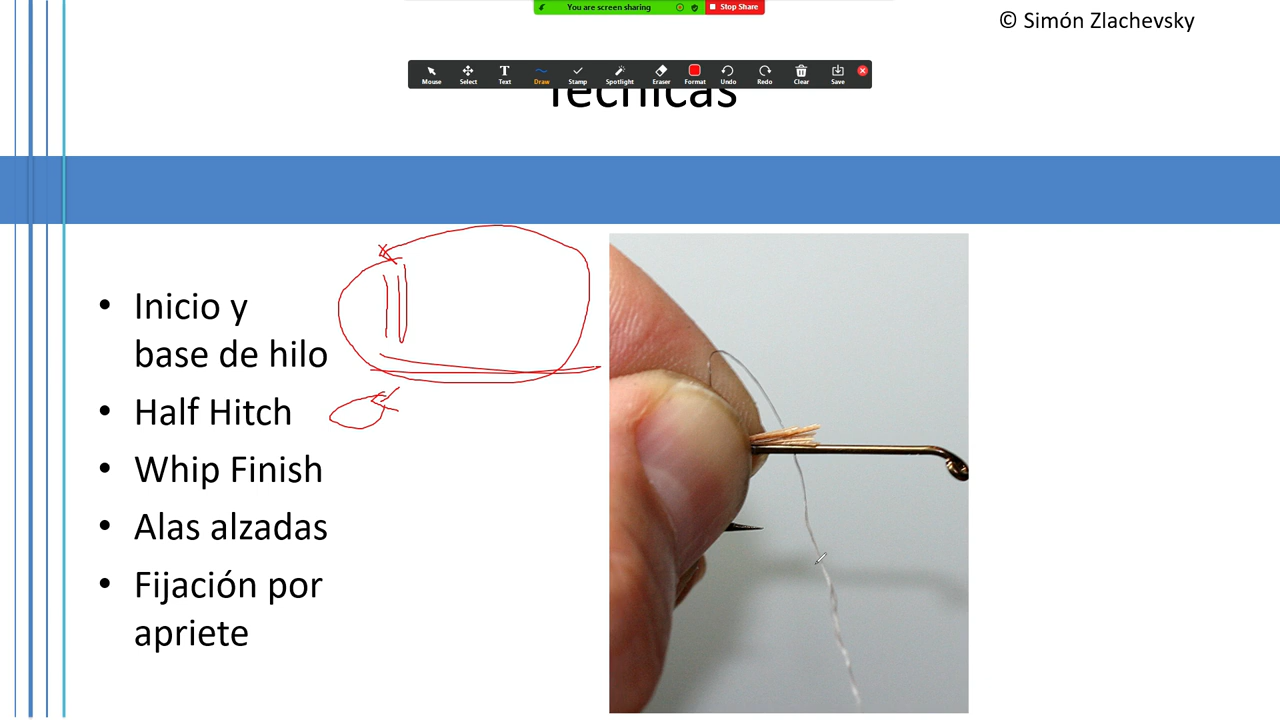 You are screen sharing
Stop Share
© Simón Zlachevsky
Mouse
Select
Text
Draw
Stamp
Spotlight
Eraser
Format
Undo
Redo
Clear
Save
Técnicas
• Inicio y
base de hilo
• Half Hitch
• Whip Finish
• Alas alzadas
• Fijación por
apriete